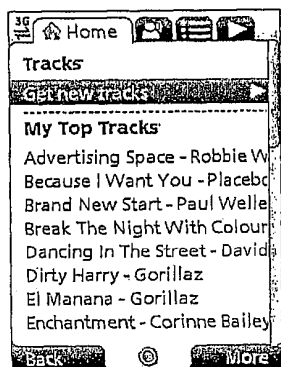 3G
Home
Tracks
Get new tracks
My Top Tracks
Advertising Space - Robbie W
Because I Want You - Placebo
Brand New Start - Paul Welle
Break The Night With Colour
Dancing In The Street - David
Dirty Harry - Gorillaz
El Manana - Gorillaz
Enchantment - Corinne Bailey
Back
More